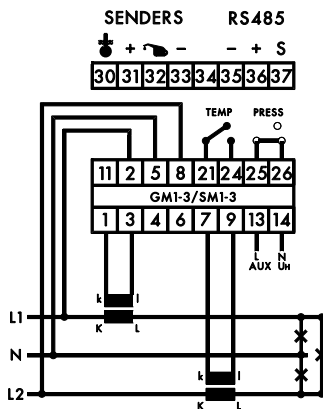 SENDERS RS485
+ – – + S
30 31 32 33 34 35 36 37
TEMP PRESS
11 2 5 8 21 24 25 26
GM1-3/SM1-3
1 3 4 6 7 9 13 14
L N
AUX UH
k l
L1
K L
N
k l
L2
K L